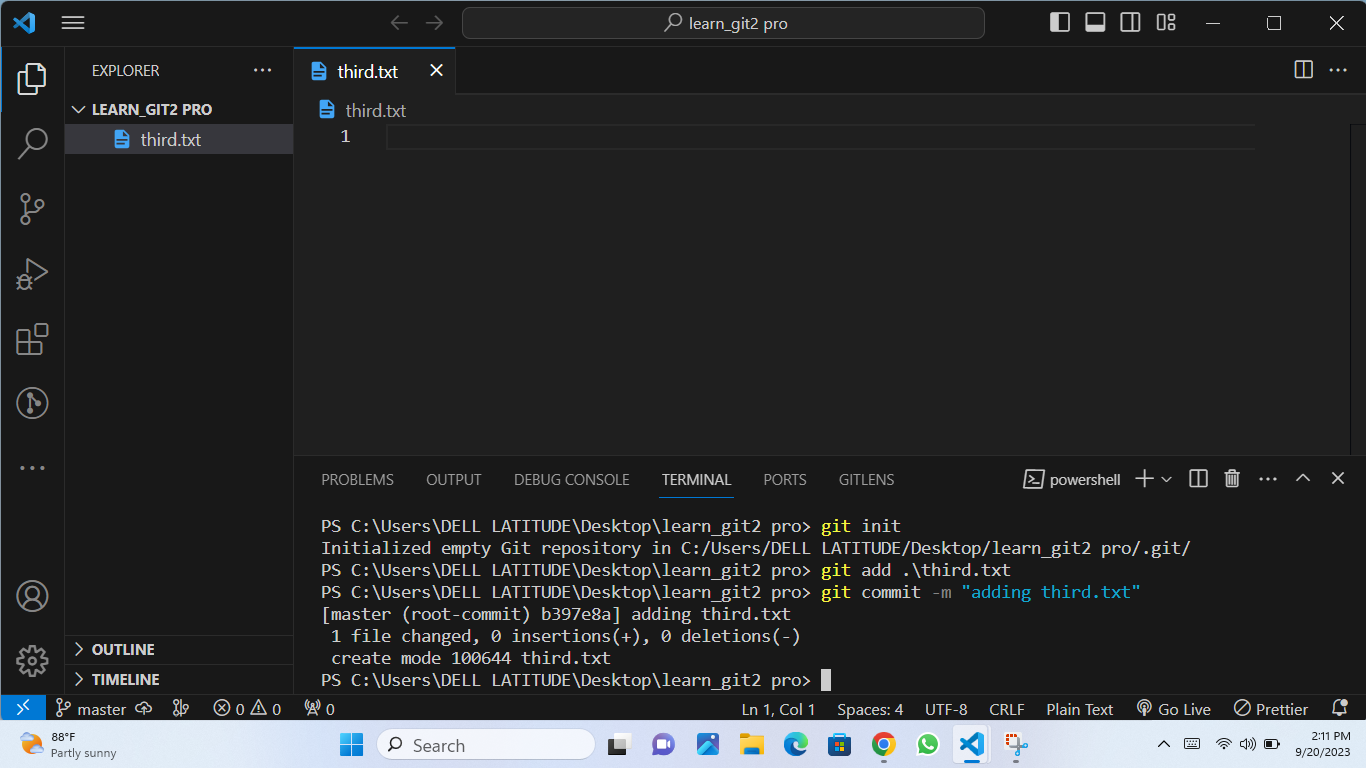 learn_git2 pro
EXPLORER
LEARN_GIT2 PRO
third.txt
OUTLINE
TIMELINE
third.txt
third.txt
1
PROBLEMS OUTPUT DEBUG CONSOLE TERMINAL PORTS GITLENS powershell
PS C:\Users\DELL LATITUDE\Desktop\learn_git2 pro> git init
Initialized empty Git repository in C:/Users/DELL LATITUDE/Desktop/learn_git2 pro/.git/
PS C:\Users\DELL LATITUDE\Desktop\learn_git2 pro> git add .\third.txt
PS C:\Users\DELL LATITUDE\Desktop\learn_git2 pro> git commit -m "adding third.txt"
[master (root-commit) b397e8a] adding third.txt
 1 file changed, 0 insertions(+), 0 deletions(-)
 create mode 100644 third.txt
PS C:\Users\DELL LATITUDE\Desktop\learn_git2 pro>
master 0 0 0 Ln 1, Col 1 Spaces: 4 UTF-8 CRLF Plain Text Go Live Prettier
88°F
Partly sunny
Search
2:11 PM
9/20/2023